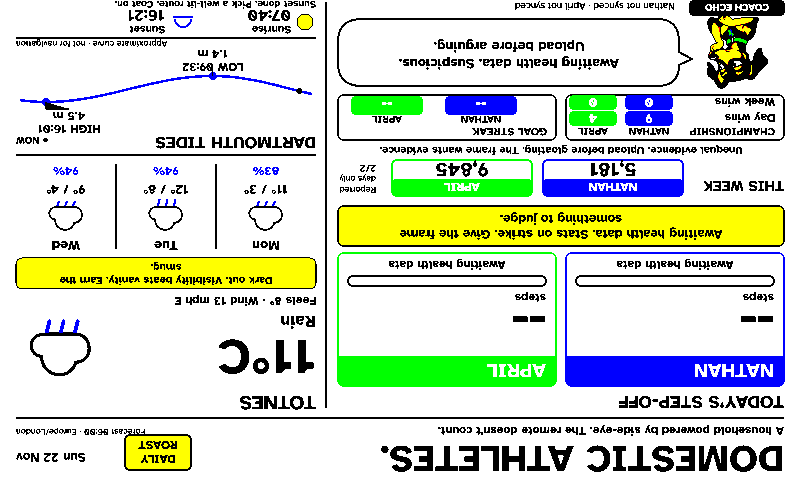 DOMESTIC ATHLETES.
A household powered by side-eye. The remote doesn't count.
DAILY
ROAST
Sun 22 Nov
Forecast 06:00 · Europe/London
TODAY'S STEP-OFF
NATHAN
---
steps
Awaiting health data
APRIL
---
steps
Awaiting health data
Awaiting health data. Stats on strike. Give the frame
something to judge.
THIS WEEK
NATHAN
5,181
APRIL
9,845
Reported
days only
2/2
Unequal evidence. Upload before gloating. The frame wants evidence.
CHAMPIONSHIP
NATHAN
APRIL
Day wins
9
4
Week wins
0
0
GOAL STREAK
NATHAN
--
APRIL
--
Awaiting health data. Suspicious.
Upload before arguing.
COACH ECHO
Nathan not synced · April not synced
TOTNES
11°C
Rain
Feels 8° · Wind 13 mph E
Dark out. Visibility beats vanity. Earn the
smug.
Mon
11° / 3°
83%
Tue
12° / 8°
94%
Wed
9° / 4°
94%
DARTMOUTH TIDES
• NOW
HIGH 16:01
4.5 m
LOW 09:32
1.4 m
Approximate curve · not for navigation
Sunrise
07:40
Sunset
16:21
Sunset done. Pick a well-lit route. Coat on.